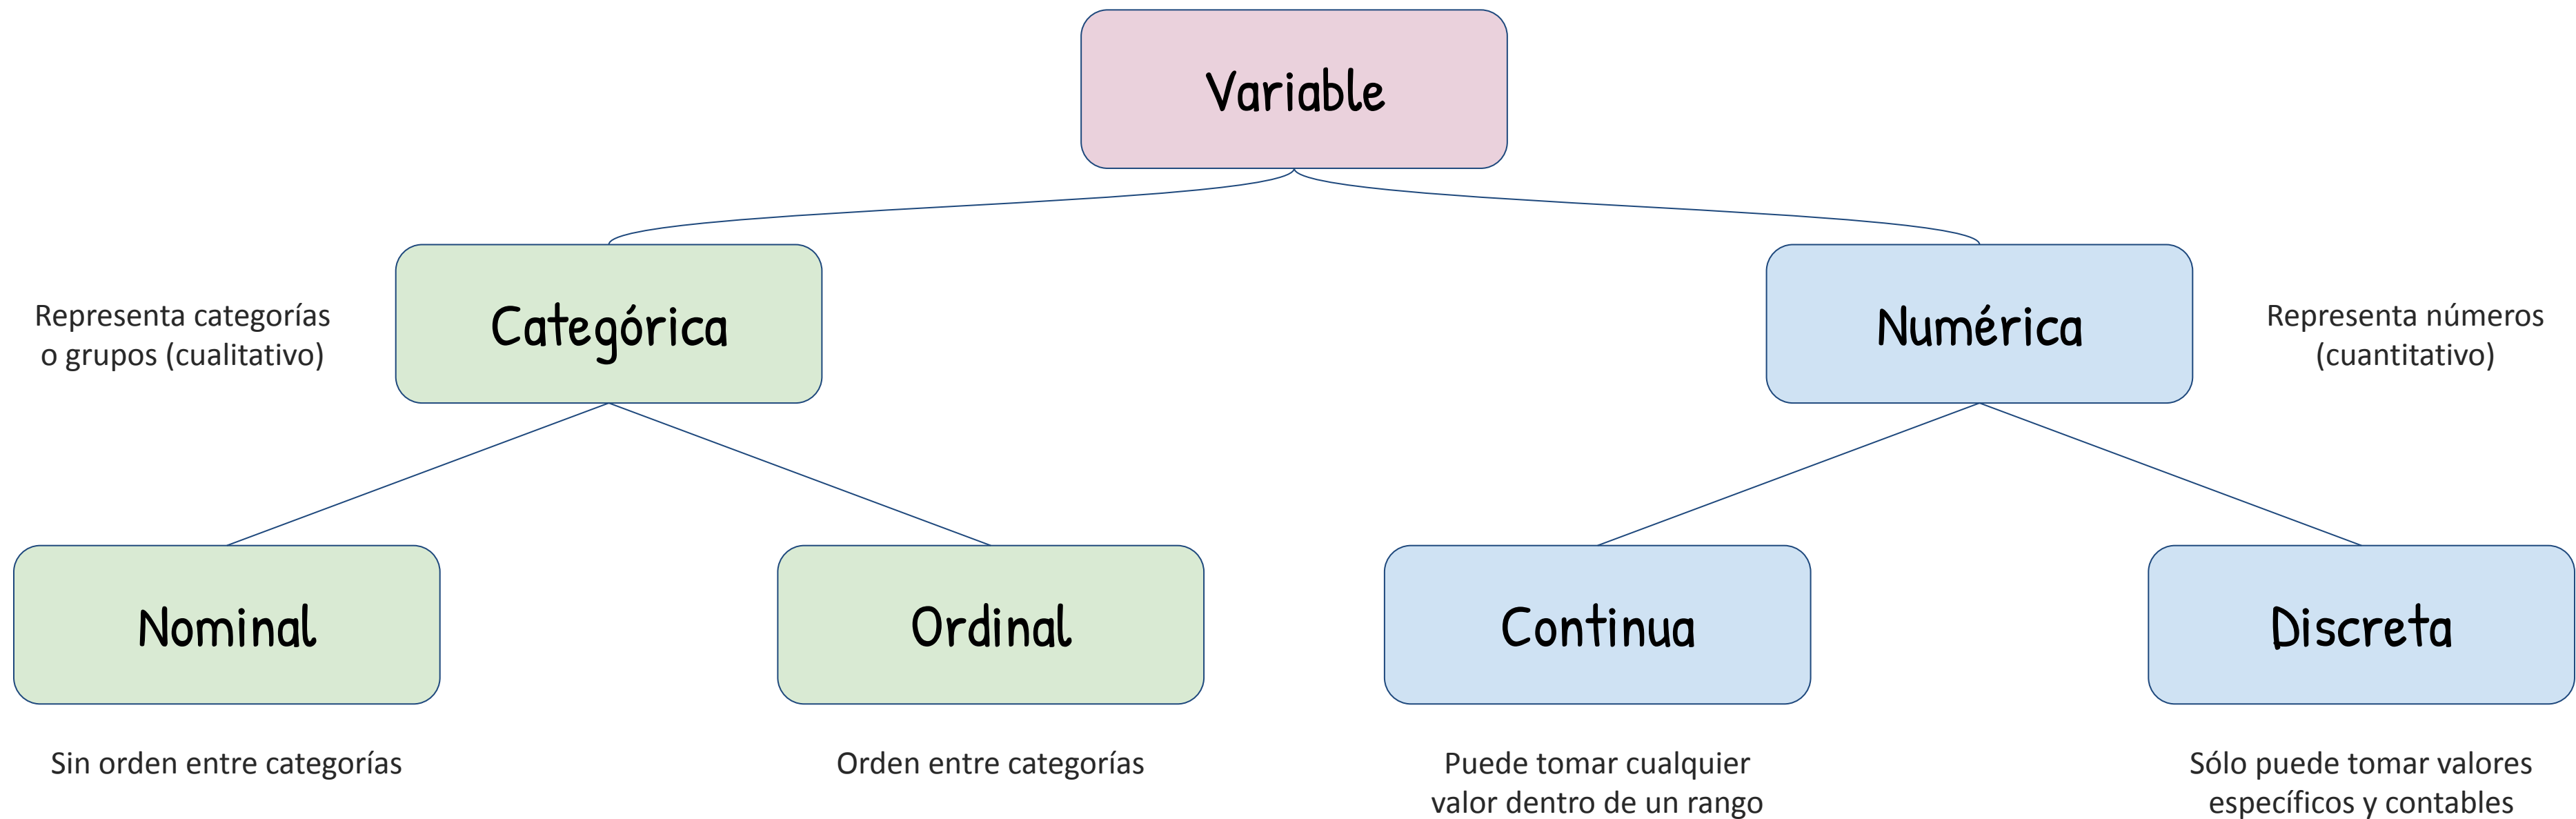 Variable
Representa categorías
o grupos (cualitativo)
Categórica
Numérica
Representa números
(cuantitativo)
Nominal
Ordinal
Continua
Discreta
Sin orden entre categorías
Orden entre categorías
Puede tomar cualquier
valor dentro de un rango
Sólo puede tomar valores
específicos y contables